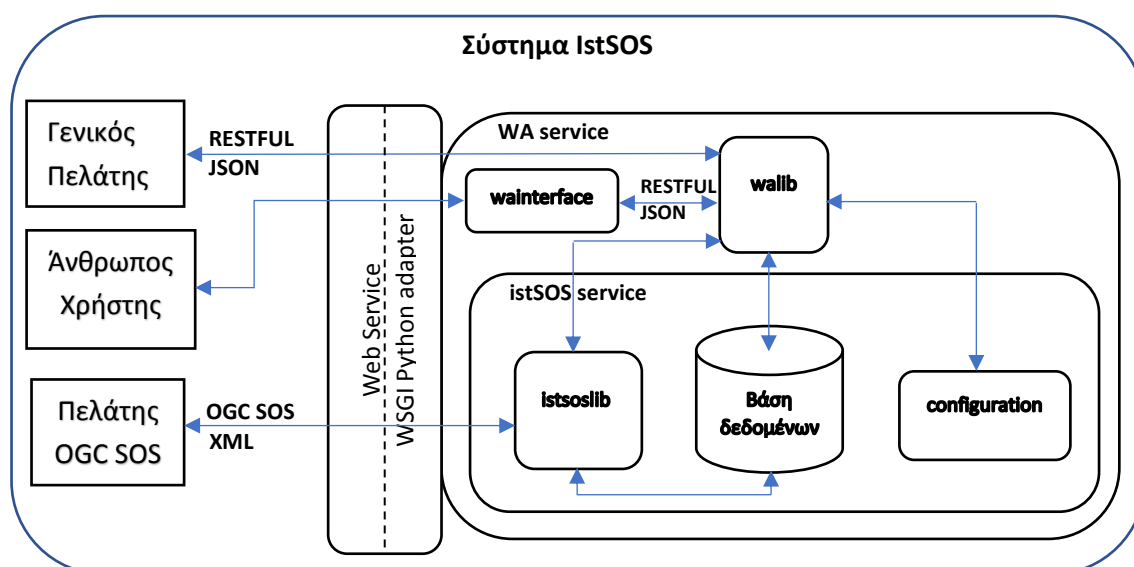 Σύστημα IstSOS
Γενικός
Πελάτης
RESTFUL
JSON
Άνθρωπος
Χρήστης
Πελάτης
OGC SOS
OGC SOS
XML
Web Service
WSGI Python adapter
WA service
wainterface
RESTFUL
JSON
walib
istSOS service
istsoslib
Βάση
δεδομένων
configuration